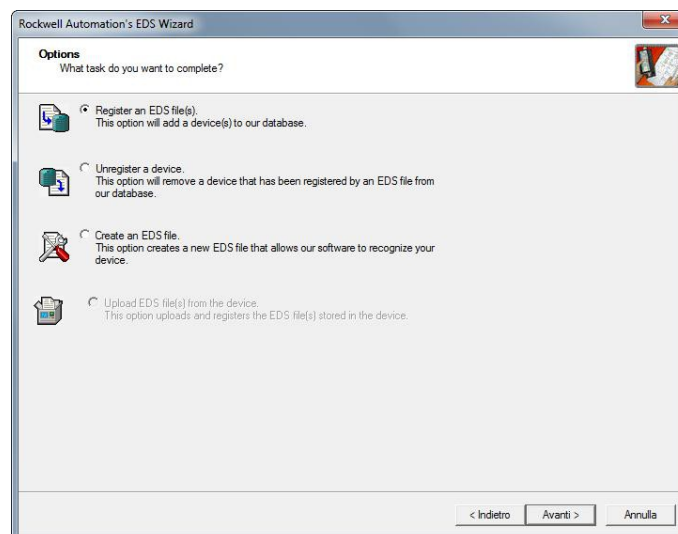 Rockwell Automation's EDS Wizard
Options
What task do you want to complete?
Register an EDS file(s).
This option will add a device(s) to our database.
Unregister a device.
This option will remove a device that has been registered by an EDS file from
our database.
Create an EDS file.
This option creates a new EDS file that allows our software to recognize your
device.
Upload EDS file(s) from the device.
This option uploads and registers the EDS file(s) stored in the device.
< Indietro
Avanti >
Annulla